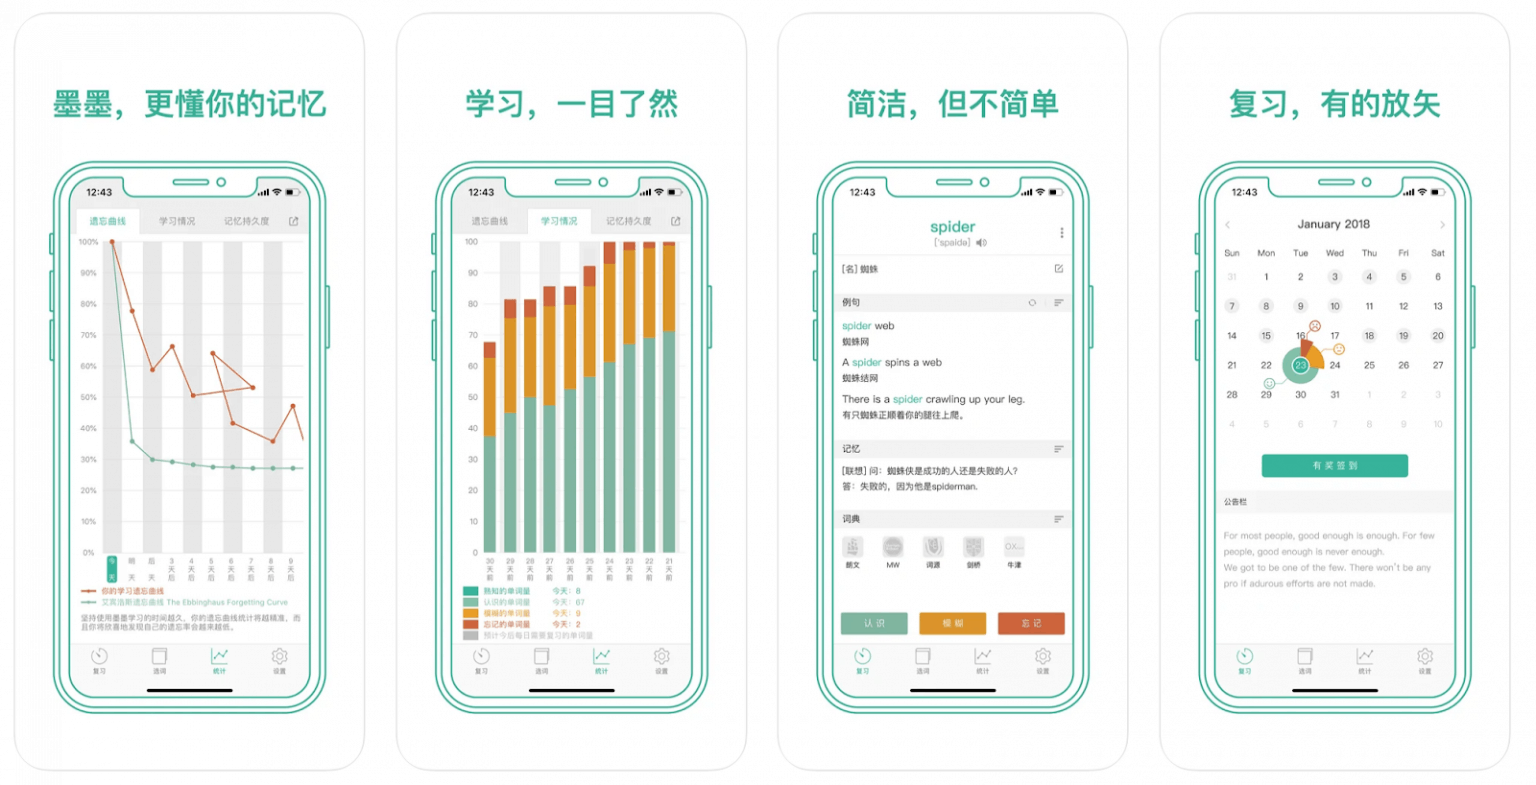 墨墨，更懂你的记忆
12:43
遗忘曲线 学习情况 记忆持久度
100%
90%
80%
70%
60%
50%
40%
30%
20%
10%
0%
今天 明天 后天 3天后 4天后 5天后 6天后 7天后 8天后 9天后
你的学习遗忘曲线
艾宾浩斯遗忘曲线 The Ebbinghaus Forgetting Curve
坚持使用墨墨学习的时间越久，你的遗忘曲线统计将越精准，而
且你将欣喜地发现自己的遗忘率会越来越低。
复习 选词 统计 设置
学习，一目了然
12:43
遗忘曲线 学习情况 记忆持久度
100
90
80
70
60
50
40
30
20
10
0
30天前 29天前 28天前 27天前 26天前 25天前 24天前 23天前 22天前 21天前
熟知的单词量 今天：8
认识的单词量 今天：67
模糊的单词量 今天：9
忘记的单词量 今天：2
预计今后每日需要复习的单词量
复习 选词 统计 设置
简洁，但不简单
12:43
spider
['spaidə]
[名] 蜘蛛
例句
spider web
蜘蛛网
A spider spins a web
蜘蛛结网
There is a spider crawling up your leg.
有只蜘蛛正顺着你的腿往上爬。
记忆
[联想] 问：蜘蛛侠是成功的人还是失败的人？
答：失败的，因为他是spiderman.
词典
朗文 MW 词源 剑桥 牛津
认识 模糊 忘记
复习 选词 统计 设置
复习，有的放矢
12:43
January 2018
Sun Mon Tue Wed Thu Fri Sat
31 1 2 3 4 5 6
7 8 9 10 11 12 13
14 15 16 17 18 19 20
21 22 23 24 25 26 27
28 29 30 31 1 2 3
4 5 6 7 8 9 10
有奖签到
公告栏
For most people, good enough is enough. For few
people, good enough is never enough.
We got to be one of the few. There won't be any
pro if adurous efforts are not made.
复习 选词 统计 设置